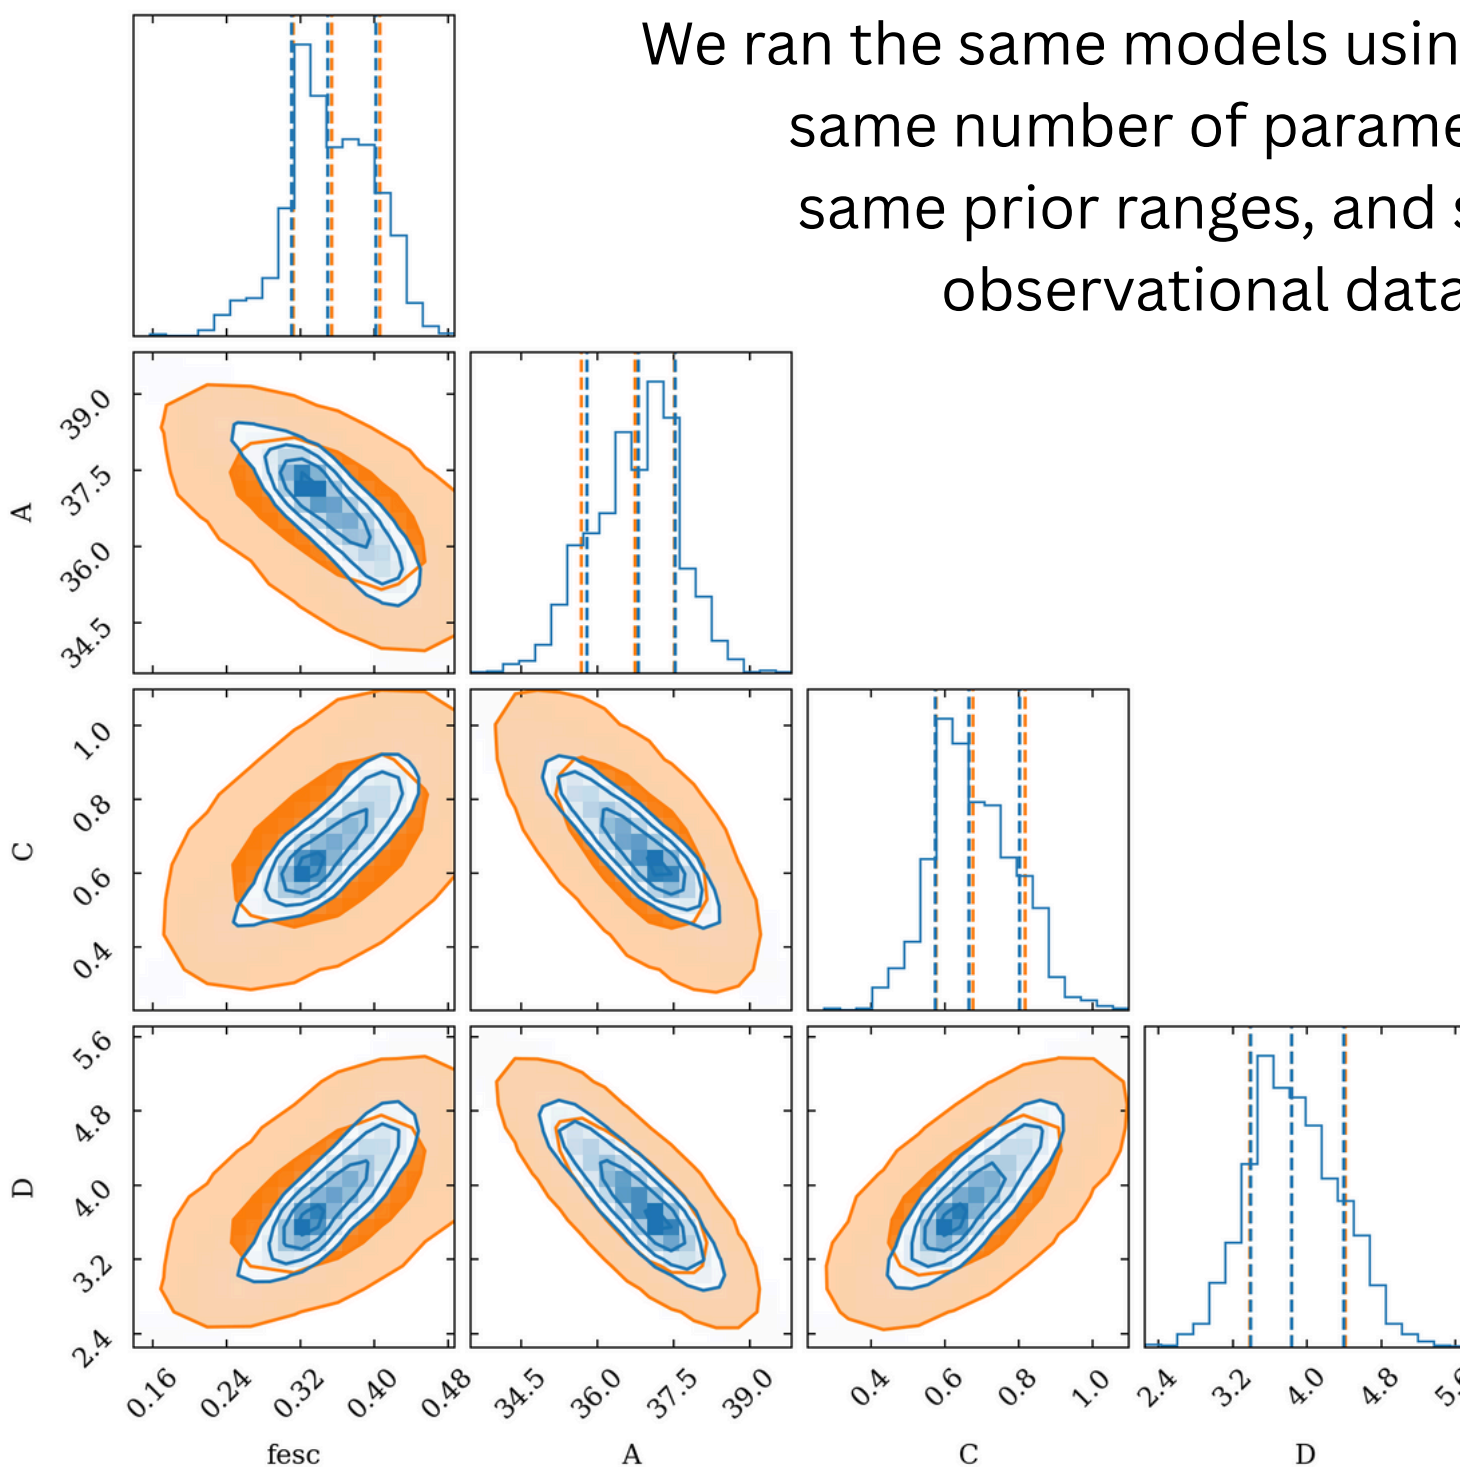 We ran the same models usin
same number of parame
same prior ranges, and s
observational data
A
39.0
37.5
36.0
34.5
C
1.0
0.8
0.6
0.4
D
5.6
4.8
4.0
3.2
2.4
0.16 0.24 0.32 0.40 0.48 34.5 36.0 37.5 39.0 0.4 0.6 0.8 1.0 2.4 3.2 4.0 4.8 5.6
fesc A C D